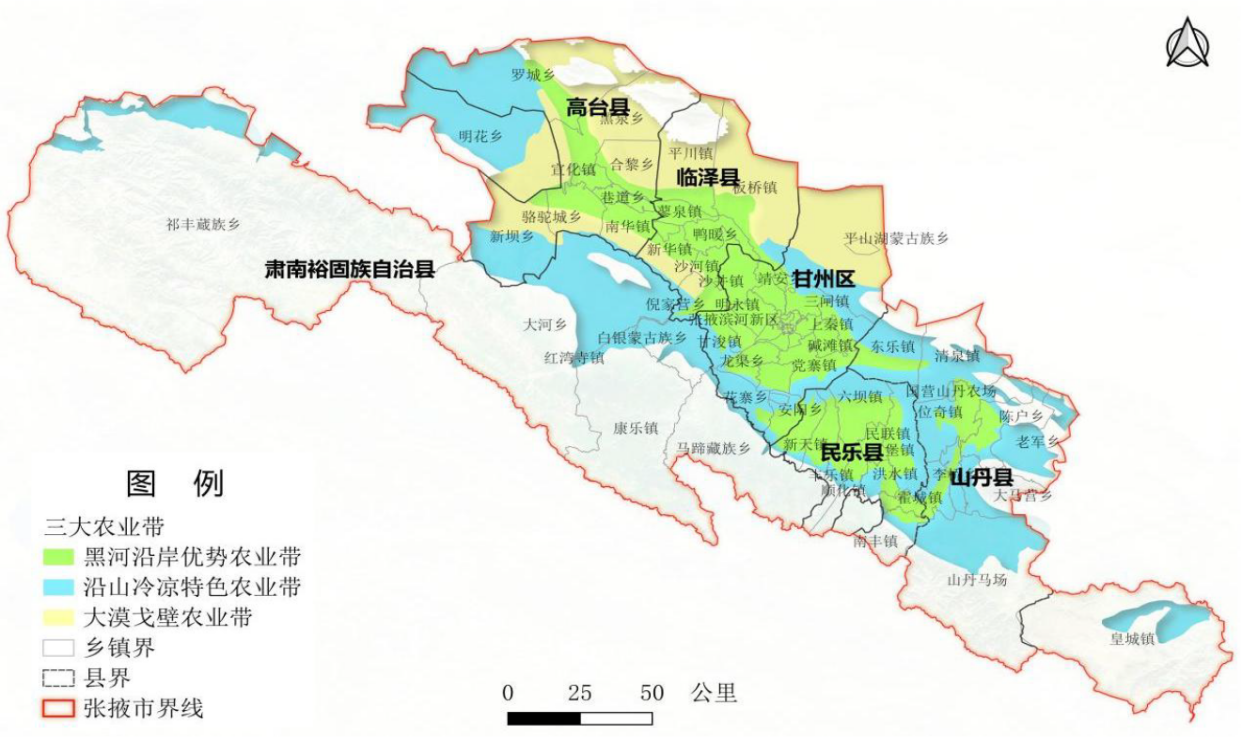 罗城乡
高台县
黑泉乡
明花乡
平川镇
宣化镇
合黎乡
临泽县
板桥镇
巷道乡
蓼泉镇
祁丰藏族乡
骆驼城乡
南华镇
鸭暖乡
新坝乡
平山湖蒙古族乡
新华镇
肃南裕固族自治县
沙河镇
沙井镇
靖安乡
甘州区
倪家营乡
明永镇
三闸镇
大河乡
张掖滨河新区
上秦镇
白银蒙古族乡
甘浚镇
碱滩镇
东乐镇
清泉镇
红湾寺镇
龙渠乡
党寨镇
花寨乡
六坝镇
国营山丹农场
安阳乡
位奇镇
陈户乡
康乐镇
民联镇
马蹄藏族乡
新天镇
民乐县
堡镇
老军乡
丰乐镇
洪水镇
李
山丹县
顺化镇
霍城镇
大马营乡
南丰镇
山丹马场
皇城镇
图 例
三大农业带
黑河沿岸优势农业带
沿山冷凉特色农业带
大漠戈壁农业带
乡镇界
县界
张掖市界线
0 25 50 公里